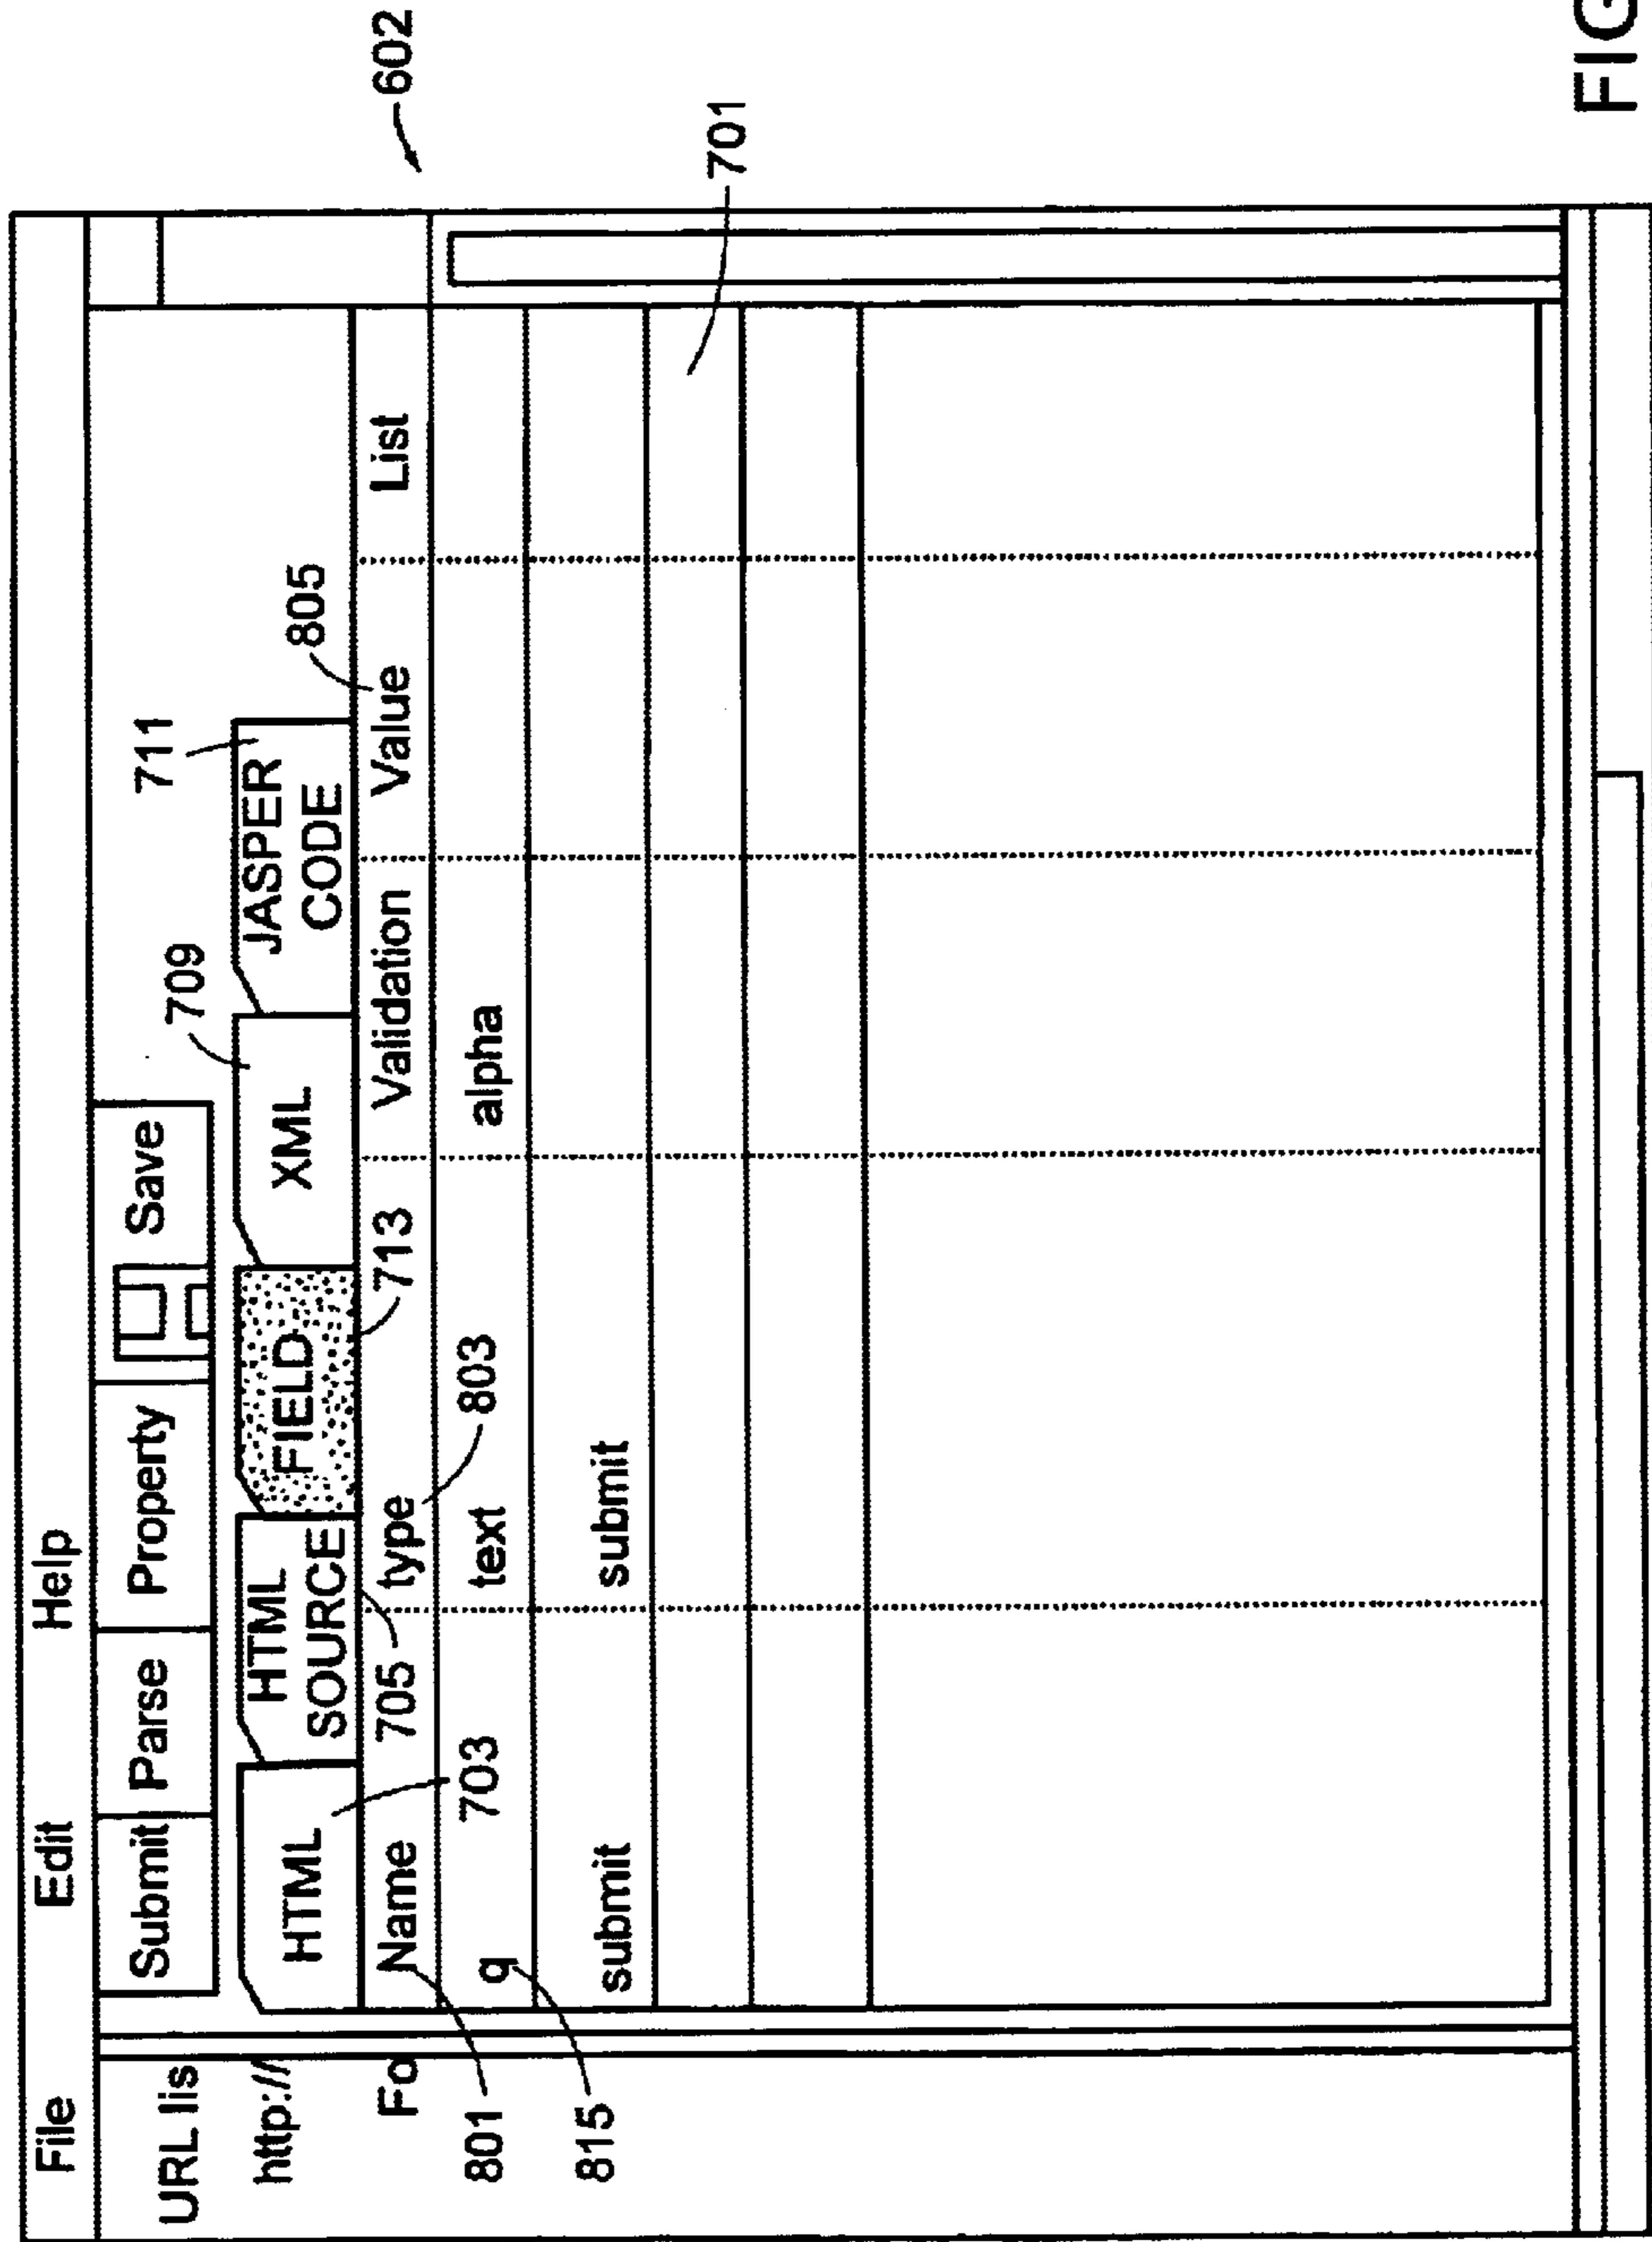 File Edit Help
602
Submit Parse Property Save
711
URL lis
709
805
http://
HTML HTML SOURCE FIELD XML JASPER CODE
Fo
Name 705 type 713 Validation Value List
801
703
803
q text alpha
815
submit submit
701
FIG